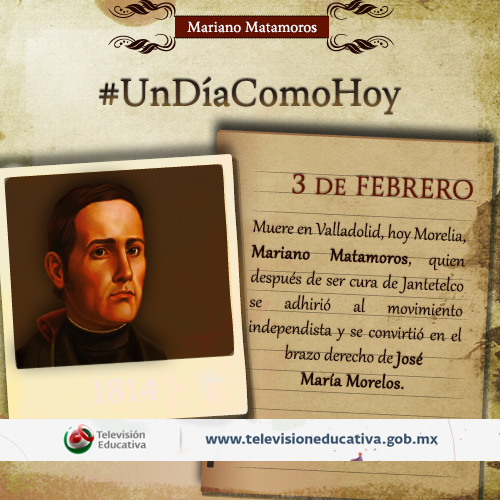 Mariano Matamoros
#UnDíaComoHoy
3 DE FEBRERO
Muere en Valladolid, hoy Morelia,
Mariano Matamoros, quien
después de ser cura de Jantetelco
se adhirió al movimiento
independista y se convirtió en el
brazo derecho de José
María Morelos.
1814
Televisión
Educativa
www.televisioneducativa.gob.mx